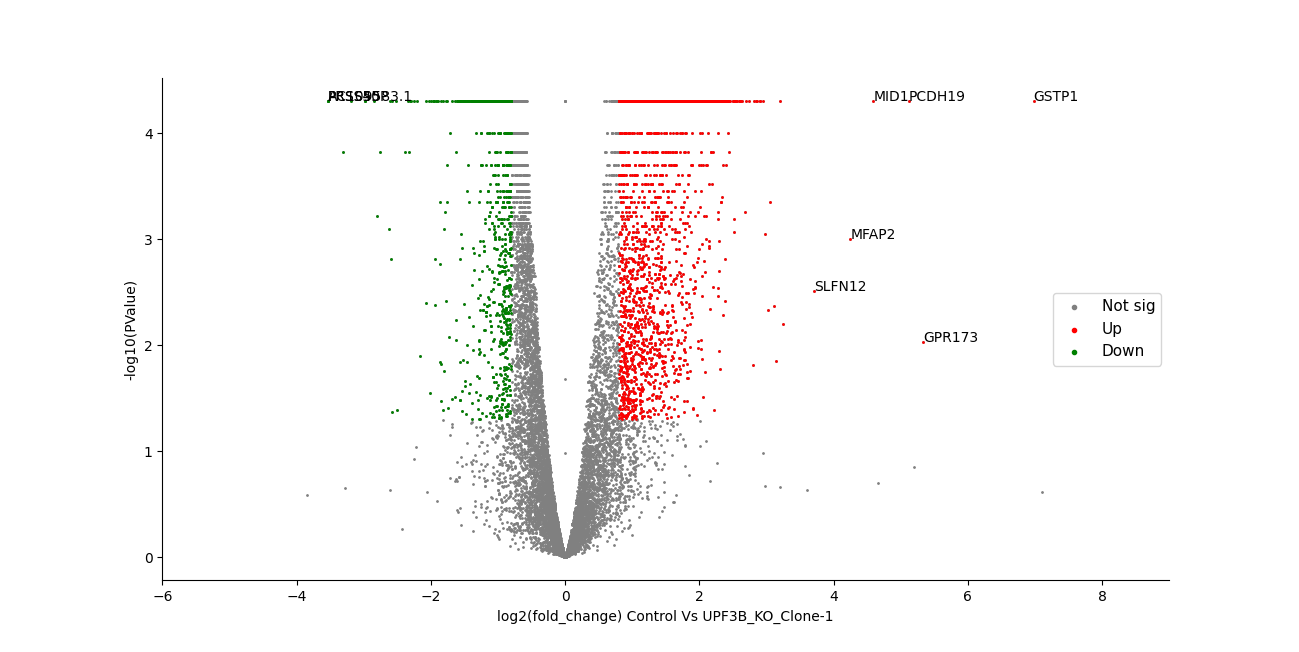 MID1
PCDH19
GSTP1
4
MFAP2
3
SLFN12
Not sig
Up
Down
GPR173
2
1
0
-log10(PValue)
−6 −4 −2 0 2 4 6 8
log2(fold_change) Control Vs UPF3B_KO_Clone-1